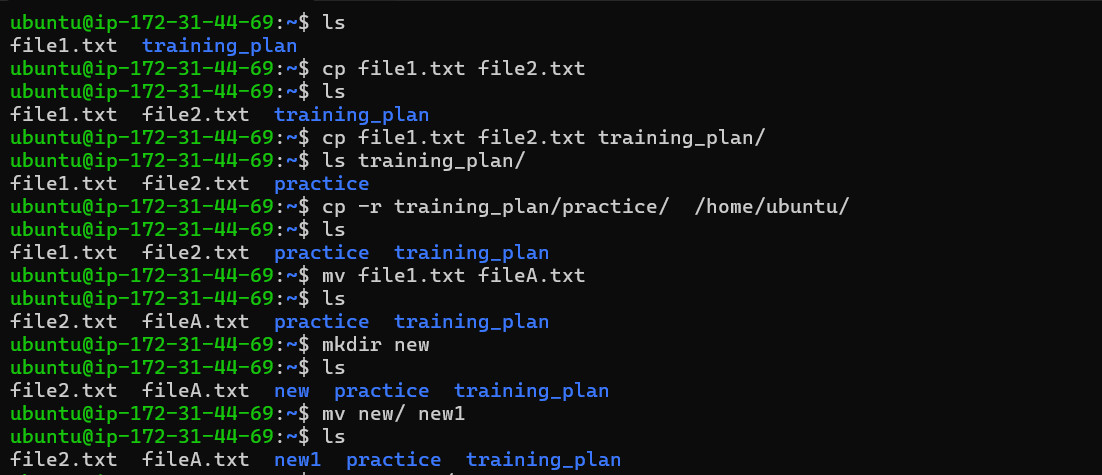 ubuntu@ip-172-31-44-69:~$ ls
file1.txt  training_plan
ubuntu@ip-172-31-44-69:~$ cp file1.txt file2.txt
ubuntu@ip-172-31-44-69:~$ ls
file1.txt  file2.txt  training_plan
ubuntu@ip-172-31-44-69:~$ cp file1.txt file2.txt training_plan/
ubuntu@ip-172-31-44-69:~$ ls training_plan/
file1.txt  file2.txt  practice
ubuntu@ip-172-31-44-69:~$ cp -r training_plan/practice/  /home/ubuntu/
ubuntu@ip-172-31-44-69:~$ ls
file1.txt  file2.txt  practice  training_plan
ubuntu@ip-172-31-44-69:~$ mv file1.txt fileA.txt
ubuntu@ip-172-31-44-69:~$ ls
file2.txt  fileA.txt  practice  training_plan
ubuntu@ip-172-31-44-69:~$ mkdir new
ubuntu@ip-172-31-44-69:~$ ls
file2.txt  fileA.txt  new  practice  training_plan
ubuntu@ip-172-31-44-69:~$ mv new/ new1
ubuntu@ip-172-31-44-69:~$ ls
file2.txt  fileA.txt  new1  practice  training_plan